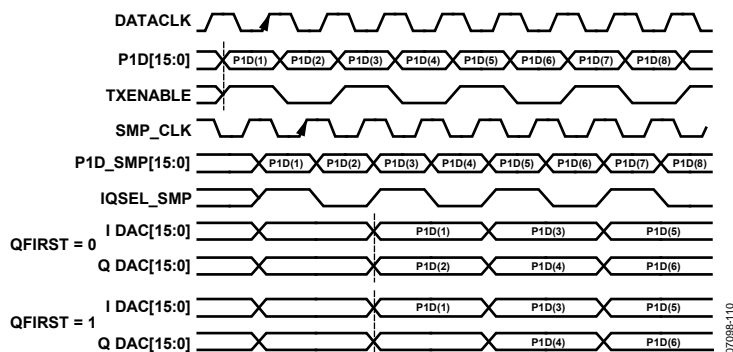 DATACLK
P1D[15:0] P1D(1) P1D(2) P1D(3) P1D(4) P1D(5) P1D(6) P1D(7) P1D(8)
TXENABLE
SMP_CLK
P1D_SMP[15:0] P1D(1) P1D(2) P1D(3) P1D(4) P1D(5) P1D(6) P1D(7) P1D(8)
IQSEL_SMP
QFIRST = 0
I DAC[15:0] P1D(1) P1D(3) P1D(5)
Q DAC[15:0] P1D(2) P1D(4) P1D(6)
QFIRST = 1
I DAC[15:0] P1D(1) P1D(3) P1D(5)
Q DAC[15:0] P1D(4) P1D(6)
07098-110